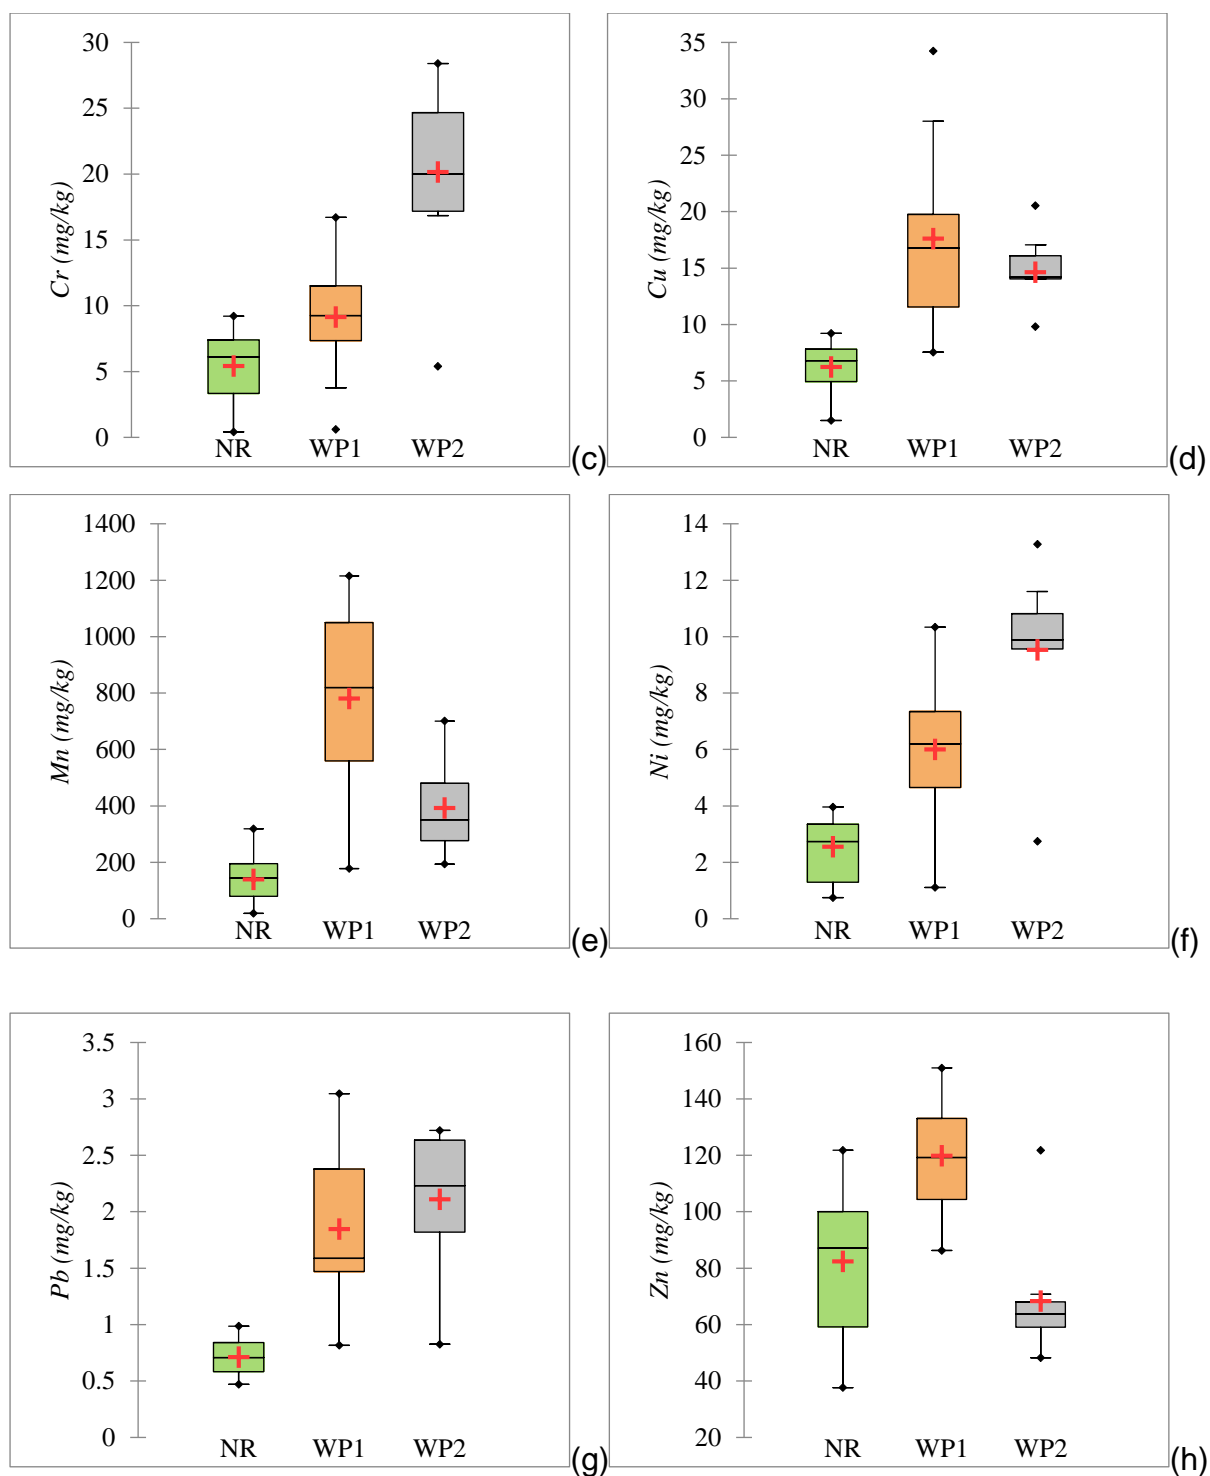 30
25
20
15
10
5
0
Cr (mg/kg)
NR WP1 WP2
(c)
35
30
25
20
15
10
5
0
Cu (mg/kg)
NR WP1 WP2
(d)
1400
1200
1000
800
600
400
200
0
Mn (mg/kg)
NR WP1 WP2
(e)
14
12
10
8
6
4
2
0
Ni (mg/kg)
NR WP1 WP2
(f)
3.5
3
2.5
2
1.5
1
0.5
0
Pb (mg/kg)
NR WP1 WP2
(g)
160
140
120
100
80
60
40
20
Zn (mg/kg)
NR WP1 WP2
(h)